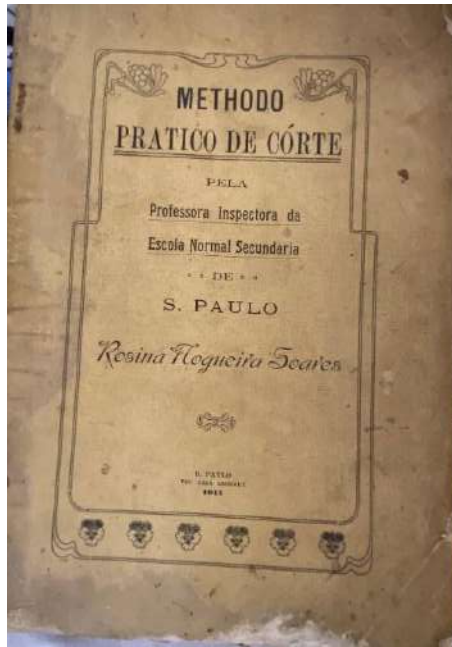 METHODO
PRATICO DE CÓRTE
PELA
Professora Inspectora da
Escola Normal Secundaria
DE
S. PAULO
Rosina Nogueira Soares
S. PAULO